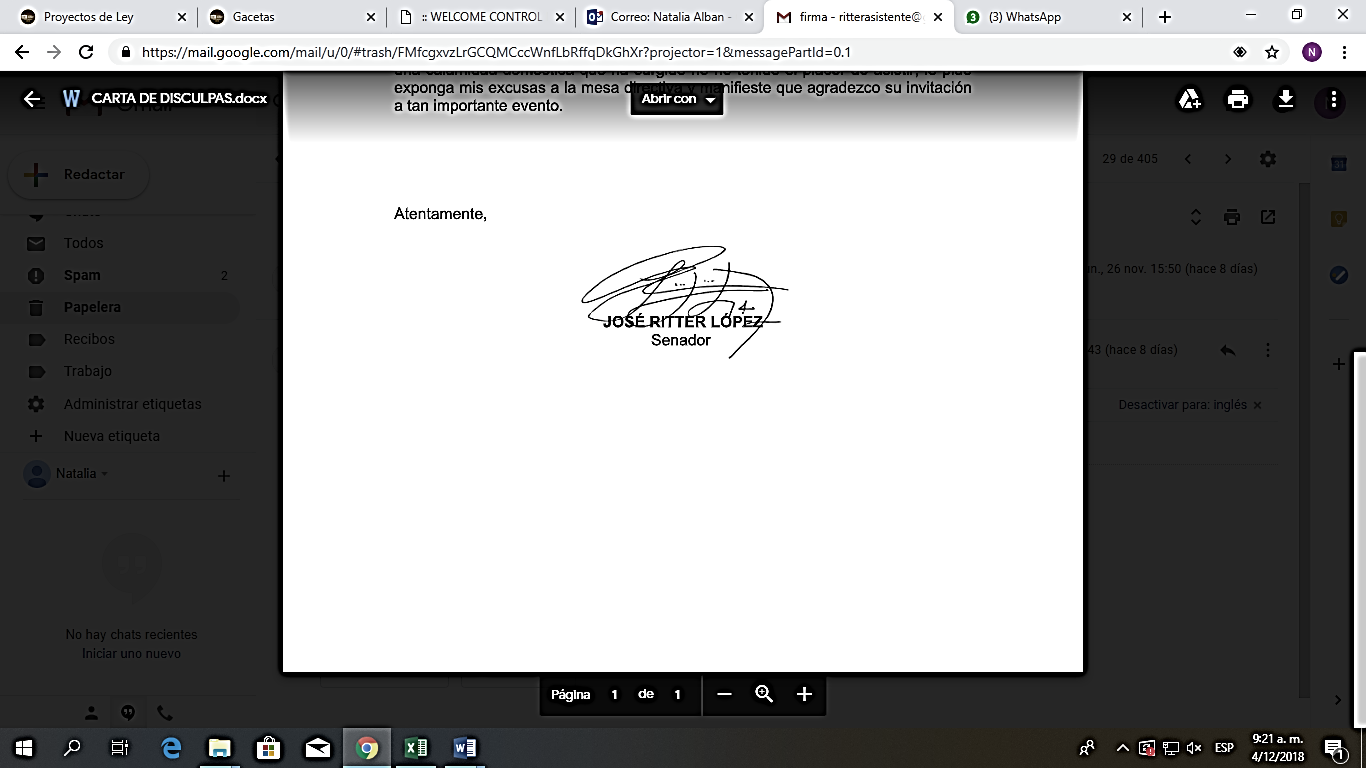 Proyectos de Ley
Gacetas
:: WELCOME CONTROL
Correo: Natalia Alban -
firma - ritterasistente@
(3) WhatsApp
https://mail.google.com/mail/u/0/#trash/FMfcgxvzLrGCQMCccWnfLbRffqDkGhXr?projector=1&messagePartId=0.1
N
CARTA DE DISCULPAS.docx
Abrir con
exponga mis excusas a la mesa directiva y manifieste que agradezco su invitación
a tan importante evento.
Redactar
29 de 405
Chats
Todos
Spam 2
Papelera
Recibos
Trabajo
Administrar etiquetas
Nueva etiqueta
Natalia
Atentamente,
JOSÉ RITTER LÓPEZ
Senador
n., 26 nov. 15:50 (hace 8 días)
43 (hace 8 días)
Desactivar para: inglés ×
No hay chats recientes
Iniciar uno nuevo
Página 1 de 1
ESP
9:21 a. m.
4/12/2018
1